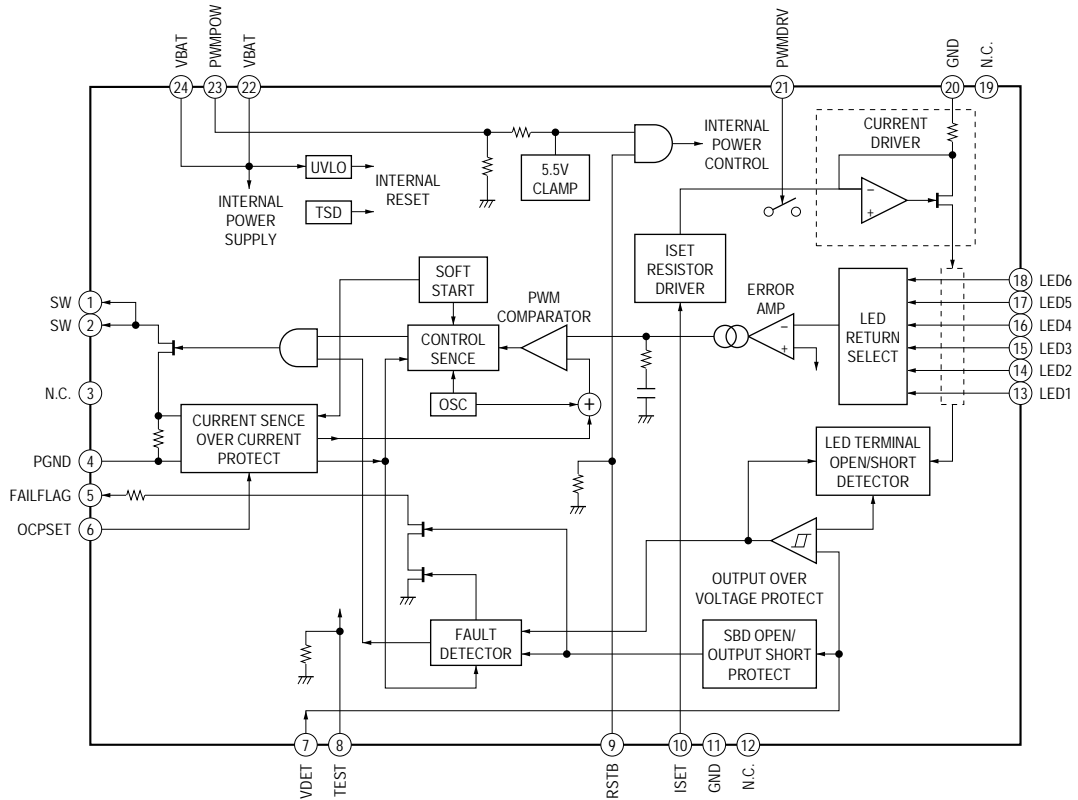 VBAT
PWMPOW
VBAT
PWMDRV
GND
N.C.
24
23
22
21
20
19
CURRENT
DRIVER
INTERNAL
POWER
CONTROL
UVLO
INTERNAL
RESET
5.5V
CLAMP
TSD
INTERNAL
POWER
SUPPLY
−
+
ISET
RESISTOR
DRIVER
SOFT
START
PWM
COMPARATOR
ERROR
AMP
−
+
LED
RETURN
SELECT
CONTROL
SENCE
OSC
+
SW
1
SW
2
N.C.
3
PGND
4
FAILFLAG
5
OCPSET
6
18
LED6
17
LED5
16
LED4
15
LED3
14
LED2
13
LED1
CURRENT SENCE
OVER CURRENT
PROTECT
LED TERMINAL
OPEN/SHORT
DETECTOR
OUTPUT OVER
VOLTAGE PROTECT
FAULT
DETECTOR
SBD OPEN/
OUTPUT SHORT
PROTECT
7
8
9
10
11
12
VDET
TEST
RSTB
ISET
GND
N.C.